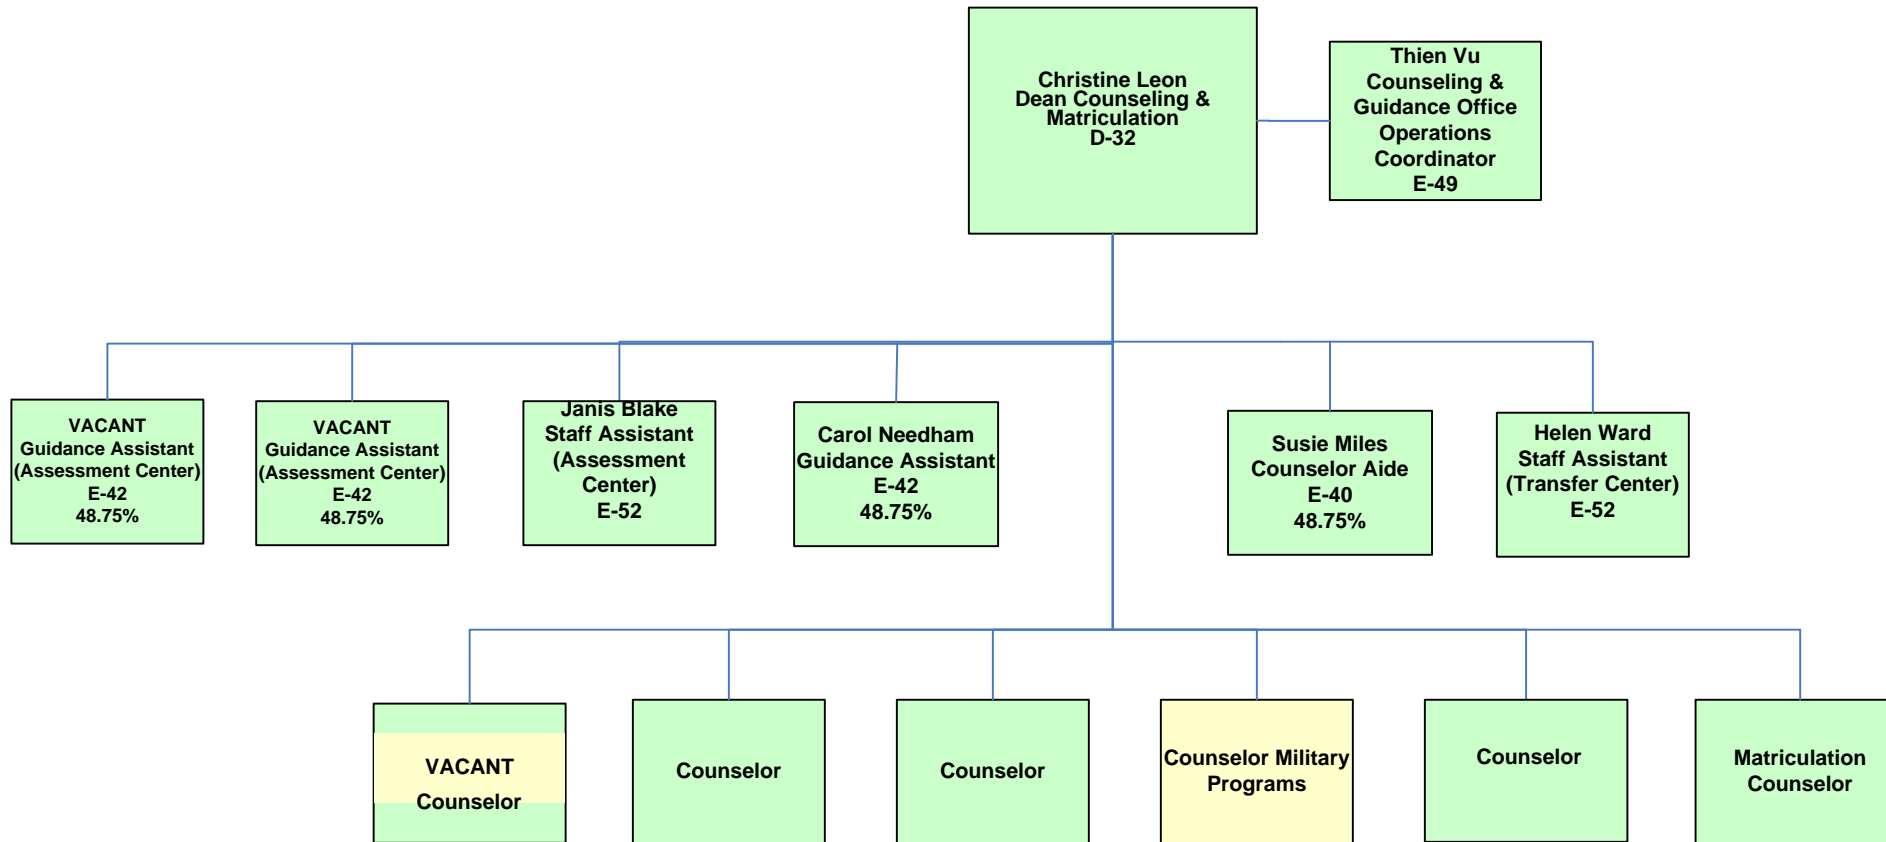 Christine Leon
Dean Counseling &
Matriculation
D-32
Thien Vu
Counseling &
Guidance Office
Operations
Coordinator
E-49
VACANT
Guidance Assistant
(Assessment Center)
E-42
48.75%
VACANT
Guidance Assistant
(Assessment Center)
E-42
48.75%
Janis Blake
Staff Assistant
(Assessment
Center)
E-52
Carol Needham
Guidance Assistant
E-42
48.75%
Susie Miles
Counselor Aide
E-40
48.75%
Helen Ward
Staff Assistant
(Transfer Center)
E-52
VACANT
Counselor
Counselor
Counselor
Counselor Military
Programs
Counselor
Matriculation
Counselor